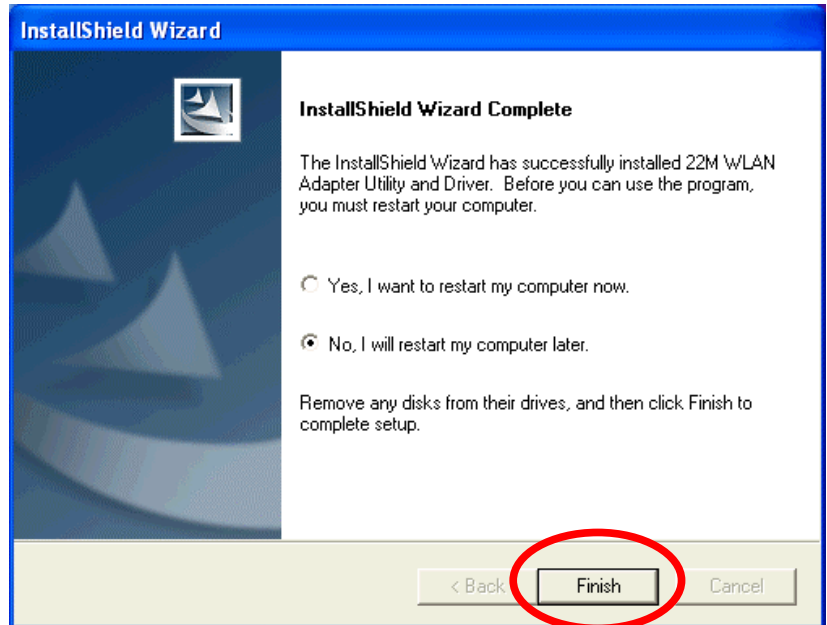 InstallShield Wizard
InstallShield Wizard Complete
The InstallShield Wizard has successfully installed 22M WLAN
Adapter Utility and Driver.  Before you can use the program,
you must restart your computer.
Yes, I want to restart my computer now.
No, I will restart my computer later.
Remove any disks from their drives, and then click Finish to
complete setup.
< Back Finish Cancel